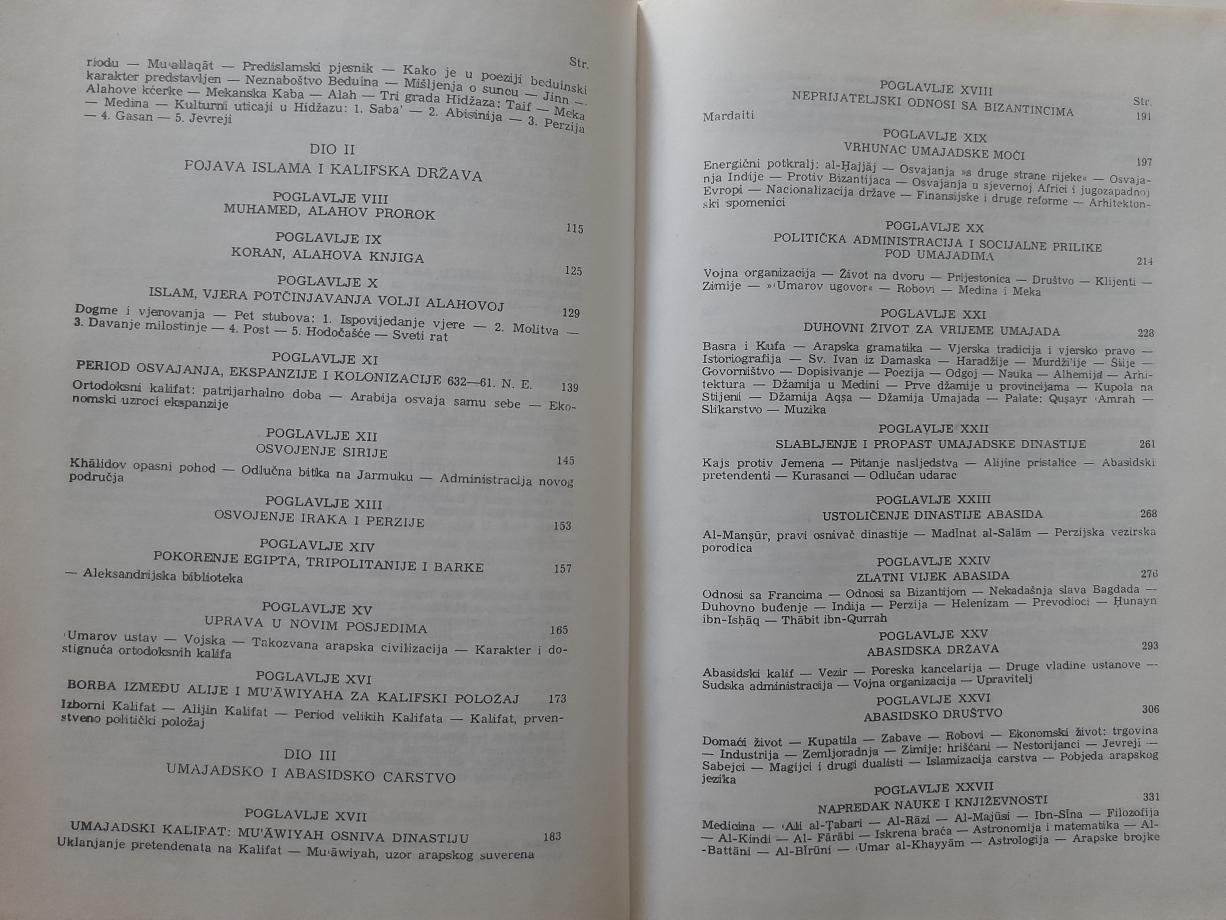 Str.
riodu — Muʻallaqāt — Predislamski pjesnik — Kako je u poeziji beduinski
karakter predstavljen — Neznaboštvo Beduina — Mišljenja o suncu — Jinn —
Alahove kćerke — Mekanska Kaba — Alah — Tri grada Hidžaza: Taif — Meka
— Medina — Kulturni uticaji u Hidžazu: 1. Saba' — 2. Abisinija — 3. Perzija
— 4. Gasan — 5. Jevreji
DIO II
POJAVA ISLAMA I KALIFSKA DRŽAVA
POGLAVLJE VIII
MUHAMED, ALAHOV PROROK 115
POGLAVLJE IX
KORAN, ALAHOVA KNJIGA 125
POGLAVLJE X
ISLAM, VJERA POTČINJAVANJA VOLJI ALAHOVOJ 129
Dogme i vjerovanja — Pet stubova: 1. Ispovijedanje vjere — 2. Molitva —
3. Davanje milostinje — 4. Post — 5. Hodočašće — Sveti rat
POGLAVLJE XI
PERIOD OSVAJANJA, EKSPANZIJE I KOLONIZACIJE 632—61. N. E. 139
Ortodoksni kalifat: patrijarhalno doba — Arabija osvaja samu sebe — Eko-
nomski uzroci ekspanzije
POGLAVLJE XII
OSVOJENJE SIRIJE 145
Khālidov opasni pohod — Odlučna bitka na Jarmuku — Administracija novog
područja
POGLAVLJE XIII
OSVOJENJE IRAKA I PERZIJE 153
POGLAVLJE XIV
POKORENJE EGIPTA, TRIPOLITANIJE I BARKE 157
— Aleksandrijska biblioteka
POGLAVLJE XV
UPRAVA U NOVIM POSJEDIMA 165
ʻUmarov ustav — Vojska — Takozvana arapska civilizacija — Karakter i do-
stignuća ortodoksnih kalifa
POGLAVLJE XVI
BORBA IZMEĐU ALIJE I MU'ĀWIYAHA ZA KALIFSKI POLOŽAJ 173
Izborni Kalifat — Alijin Kalifat — Period velikih Kalifata — Kalifat, prven-
stveno politički položaj
DIO III
UMAJADSKO I ABASIDSKO CARSTVO
POGLAVLJE XVII
UMAJADSKI KALIFAT: MU'ĀWIYAH OSNIVA DINASTIJU 183
Uklanjanje pretendenata na Kalifat — Muʻāwiyah, uzor arapskog suverena
POGLAVLJE XVIII
Str.
NEPRIJATELJSKI ODNOSI SA BIZANTINCIMA 191
Mardaiti
POGLAVLJE XIX
VRHUNAC UMAJADSKE MOĆI 197
Energični potkralj: al-Ḥajjāj — Osvajanja »s druge strane rijeke« — Osvaja-
nja Indije — Protiv Bizantijaca — Osvajanja u sjevernoj Africi i jugozapadnoj
Evropi — Nacionalizacija države — Finansijske i druge reforme — Arhitekton-
ski spomenici
POGLAVLJE XX
POLITIČKA ADMINISTRACIJA I SOCIJALNE PRILIKE
POD UMAJADIMA 214
Vojna organizacija — Život na dvoru — Prijestonica — Društvo — Klijenti —
Zimije — »ʻUmarov ugovor« — Robovi — Medina i Meka
POGLAVLJE XXI
DUHOVNI ŽIVOT ZA VRIJEME UMAJADA 228
Basra i Kufa — Arapska gramatika — Vjerska tradicija i vjersko pravo —
Istoriografija — Sv. Ivan iz Damaska — Haradžije — Murdži'ije — Šiije —
Govorništvo — Dopisivanje — Poezija — Odgoj — Nauka — Alhemija — Arhi-
tektura — Džamija u Medini — Prve džamije u provincijama — Kupola na
Stijeni — Džamija Aqṣa — Džamija Umajada — Palate: Quṣayr ʻAmrah —
Slikarstvo — Muzika
POGLAVLJE XXII
SLABLJENJE I PROPAST UMAJADSKE DINASTIJE 261
Kajs protiv Jemena — Pitanje nasljedstva — Alijine pristalice — Abasidski
pretendenti — Kurasanci — Odlučan udarac
POGLAVLJE XXIII
USTOLIČENJE DINASTIJE ABASIDA 268
Al-Manṣūr, pravi osnivač dinastije — Madīnat al-Salām — Perzijska vezirska
porodica
POGLAVLJE XXIV
ZLATNI VIJEK ABASIDA 276
Odnosi sa Francima — Odnosi sa Bizantijom — Nekadašnja slava Bagdada —
Duhovno buđenje — Indija — Perzija — Helenizam — Prevodioci — Ḥunayn
ibn-Isḥāq — Thābit ibn-Qurrah
POGLAVLJE XXV
ABASIDSKA DRŽAVA 293
Abasidski kalif — Vezir — Poreska kancelarija — Druge vladine ustanove —
Sudska administracija — Vojna organizacija — Upravitelj
POGLAVLJE XXVI
ABASIDSKO DRUŠTVO 306
Domaći život — Kupatila — Zabave — Robovi — Ekonomski život: trgovina
— Industrija — Zemljoradnja — Zimije: hrišćani — Nestorijanci — Jevreji —
Sabejci — Magijci i drugi dualisti — Islamizacija carstva — Pobjeda arapskog
jezika
POGLAVLJE XXVII
NAPREDAK NAUKE I KNJIŽEVNOSTI 331
Medicina — ʻAli al-Ṭabari — Al-Rāzi — Al-Majūsi — Ibn-Sīna — Filozofija
— Al-Kindi — Al- Fārābi — Iskrena braća — Astronomija i matematika — Al-
-Battāni — Al-Bīrūni — ʻUmar al-Khayyām — Astrologija — Arapske brojke